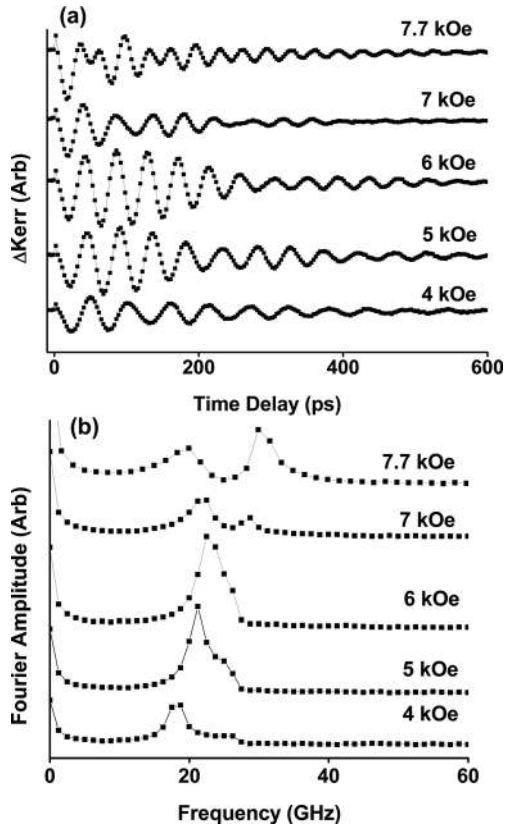 (a)
7.7 kOe
7 kOe
6 kOe
5 kOe
4 kOe
ΔKerr (Arb)
0 200 400 600
Time Delay (ps)
(b)
7.7 kOe
7 kOe
6 kOe
5 kOe
4 kOe
Fourier Amplitude (Arb)
0 20 40 60
Frequency (GHz)